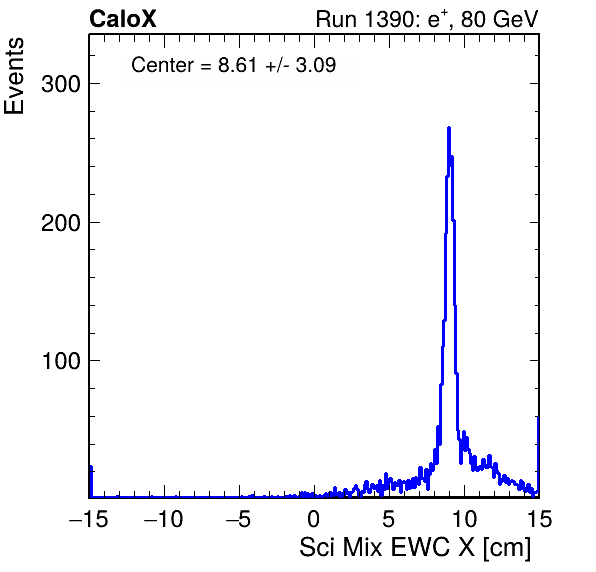 CaloX Run 1390: e+, 80 GeV
Center = 8.61 +/- 3.09
Events
300
200
100
−15 −10 −5 0 5 10 15
Sci Mix EWC X [cm]